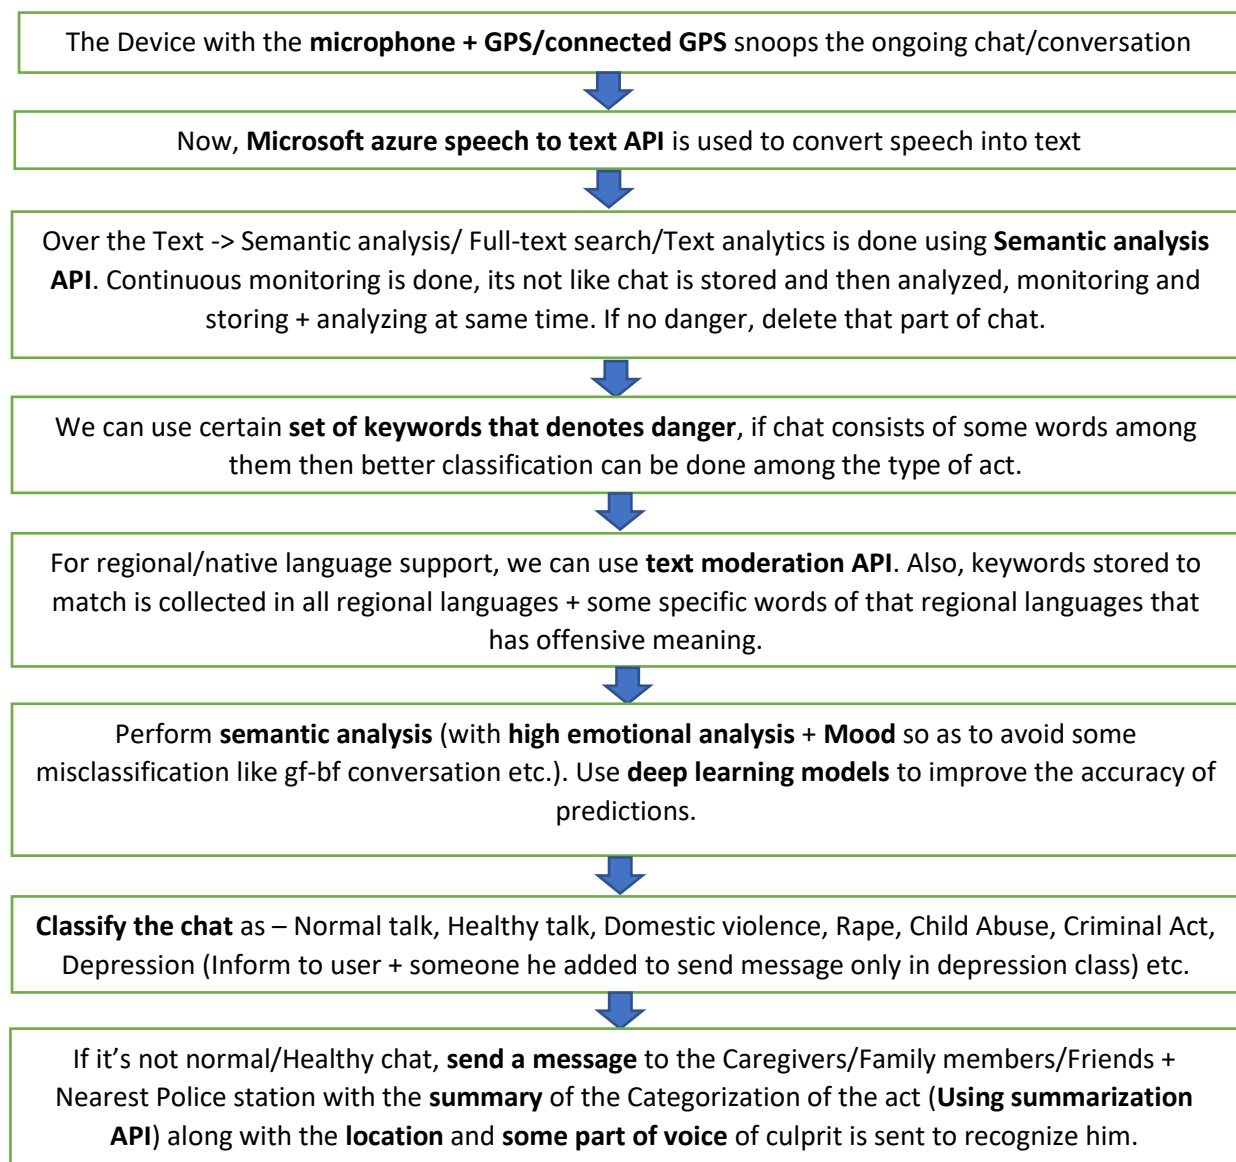 The Device with the microphone + GPS/connected GPS snoops the ongoing chat/conversation
Now, Microsoft azure speech to text API is used to convert speech into text
Over the Text -> Semantic analysis/ Full-text search/Text analytics is done using Semantic analysis
API. Continuous monitoring is done, its not like chat is stored and then analyzed, monitoring and
storing + analyzing at same time. If no danger, delete that part of chat.
We can use certain set of keywords that denotes danger, if chat consists of some words among
them then better classification can be done among the type of act.
For regional/native language support, we can use text moderation API. Also, keywords stored to
match is collected in all regional languages + some specific words of that regional languages that
has offensive meaning.
Perform semantic analysis (with high emotional analysis + Mood so as to avoid some
misclassification like gf-bf conversation etc.). Use deep learning models to improve the accuracy of
predictions.
Classify the chat as – Normal talk, Healthy talk, Domestic violence, Rape, Child Abuse, Criminal Act,
Depression (Inform to user + someone he added to send message only in depression class) etc.
If it’s not normal/Healthy chat, send a message to the Caregivers/Family members/Friends +
Nearest Police station with the summary of the Categorization of the act (Using summarization
API) along with the location and some part of voice of culprit is sent to recognize him.